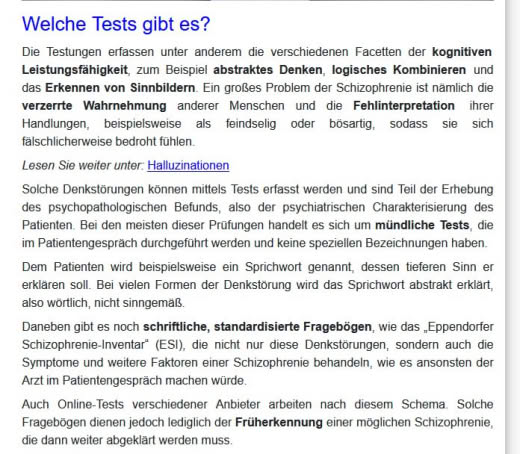 Welche Tests gibt es?
Die Testungen erfassen unter anderem die verschiedenen Facetten der kognitiven
Leistungsfähigkeit, zum Beispiel abstraktes Denken, logisches Kombinieren und
das Erkennen von Sinnbildern. Ein großes Problem der Schizophrenie ist nämlich die
verzerrte Wahrnehmung anderer Menschen und die Fehlinterpretation ihrer
Handlungen, beispielsweise als feindselig oder bösartig, sodass sie sich
fälschlicherweise bedroht fühlen.
Lesen Sie weiter unter: Halluzinationen
Solche Denkstörungen können mittels Tests erfasst werden und sind Teil der Erhebung
des psychopathologischen Befunds, also der psychiatrischen Charakterisierung des
Patienten. Bei den meisten dieser Prüfungen handelt es sich um mündliche Tests, die
im Patientengespräch durchgeführt werden und keine speziellen Bezeichnungen haben.
Dem Patienten wird beispielsweise ein Sprichwort genannt, dessen tieferen Sinn er
erklären soll. Bei vielen Formen der Denkstörung wird das Sprichwort abstrakt erklärt,
also wörtlich, nicht sinngemäß.
Daneben gibt es noch schriftliche, standardisierte Fragebögen, wie das „Eppendorfer
Schizophrenie-Inventar“ (ESI), die nicht nur diese Denkstörungen, sondern auch die
Symptome und weitere Faktoren einer Schizophrenie behandeln, wie es ansonsten der
Arzt im Patientengespräch machen würde.
Auch Online-Tests verschiedener Anbieter arbeiten nach diesem Schema. Solche
Fragebögen dienen jedoch lediglich der Früherkennung einer möglichen Schizophrenie,
die dann weiter abgeklärt werden muss.